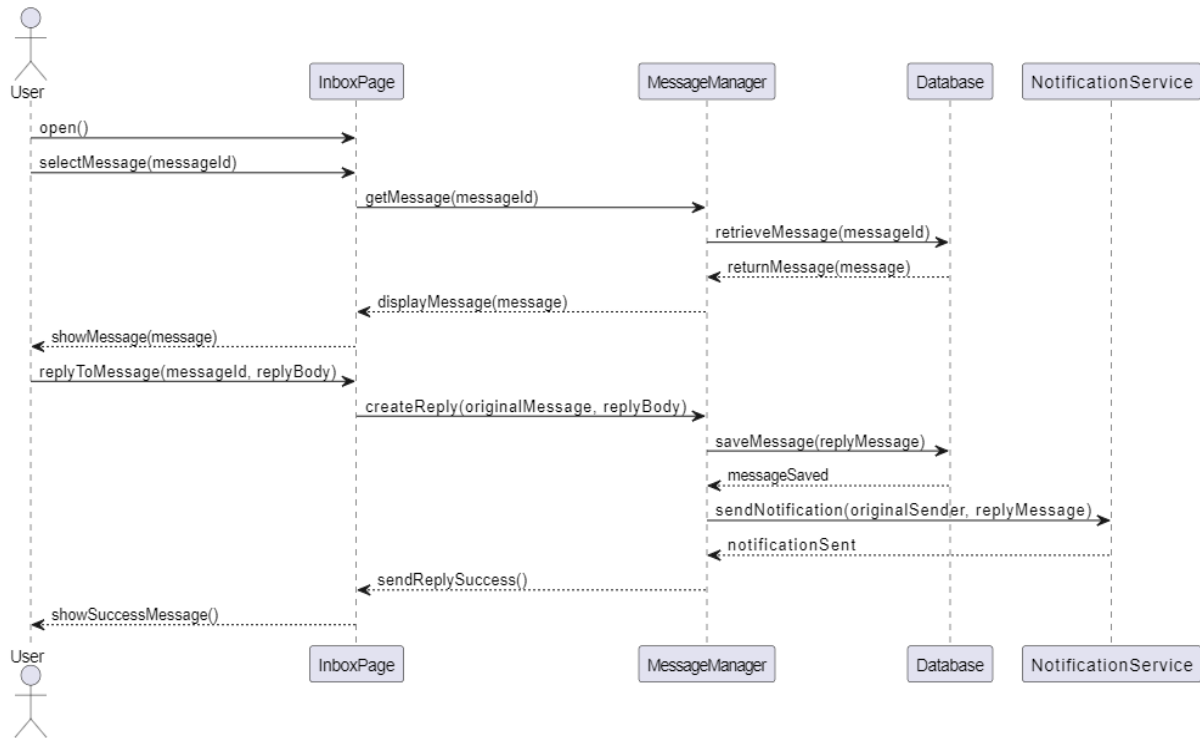 User
InboxPage
MessageManager
Database
NotificationService
open()
selectMessage(messageId)
getMessage(messageId)
retrieveMessage(messageId)
returnMessage(message)
displayMessage(message)
showMessage(message)
replyToMessage(messageId, replyBody)
createReply(originalMessage, replyBody)
saveMessage(replyMessage)
messageSaved
sendNotification(originalSender, replyMessage)
notificationSent
sendReplySuccess()
showSuccessMessage()
User
InboxPage
MessageManager
Database
NotificationService